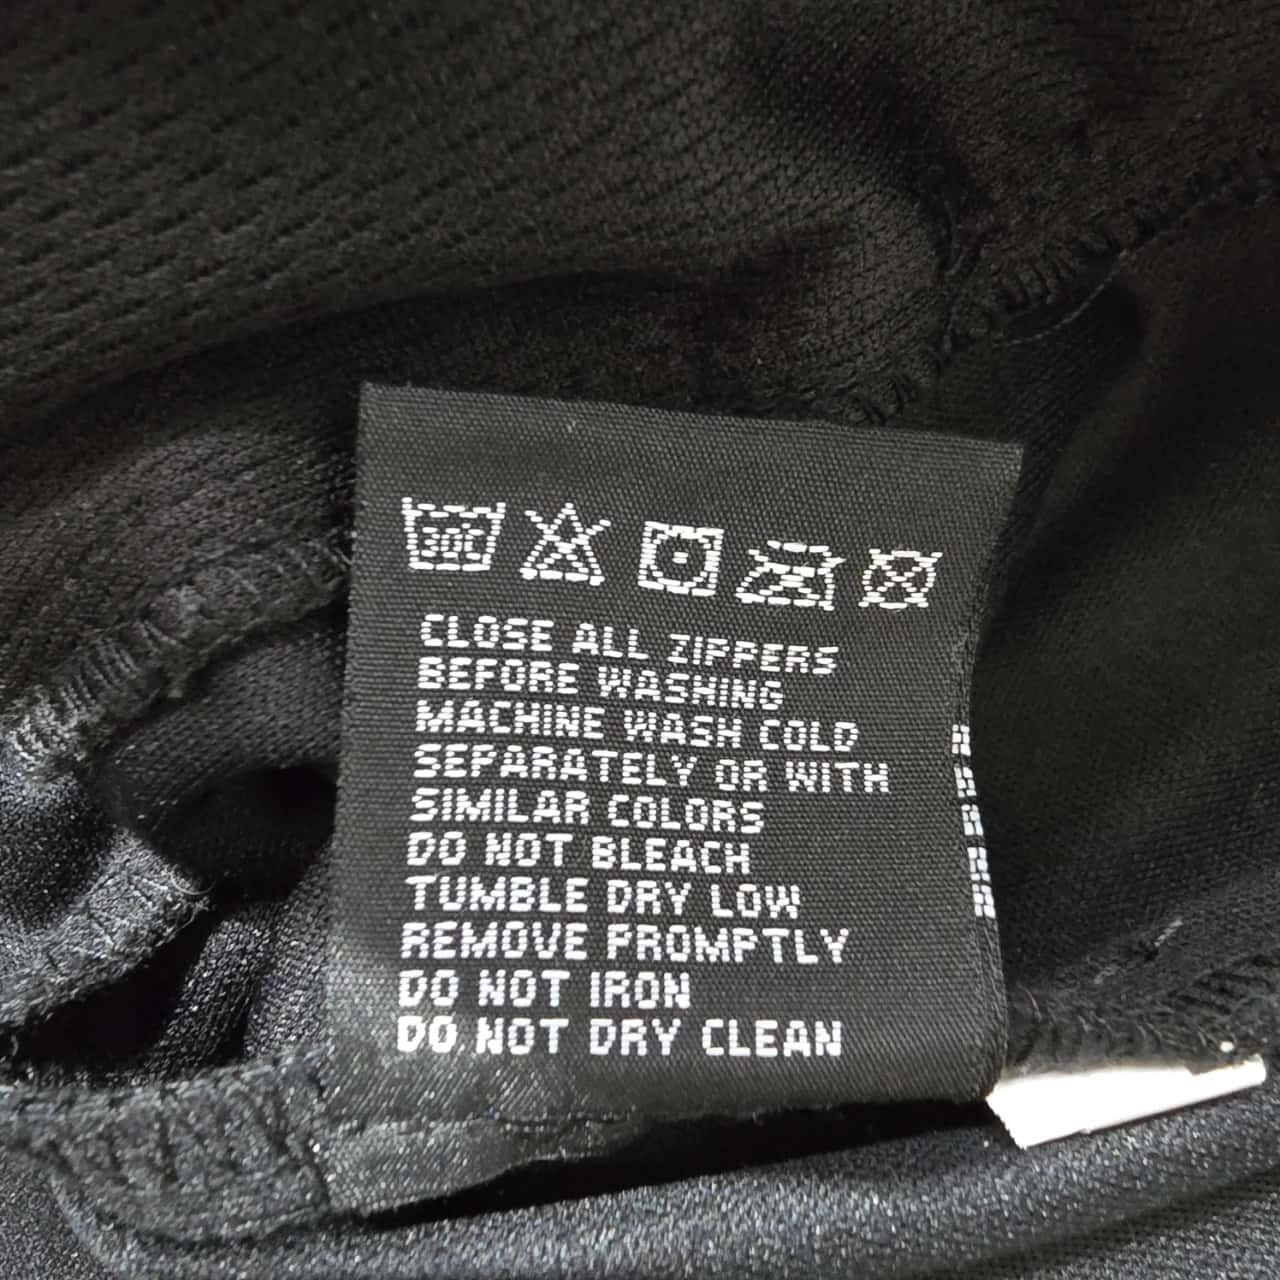 30C
CLOSE ALL ZIPPERS
BEFORE WASHING
MACHINE WASH COLD
SEPARATELY OR WITH
SIMILAR COLORS
DO NOT BLEACH
TUMBLE DRY LOW
REMOVE PROMPTLY
DO NOT IRON
DO NOT DRY CLEAN